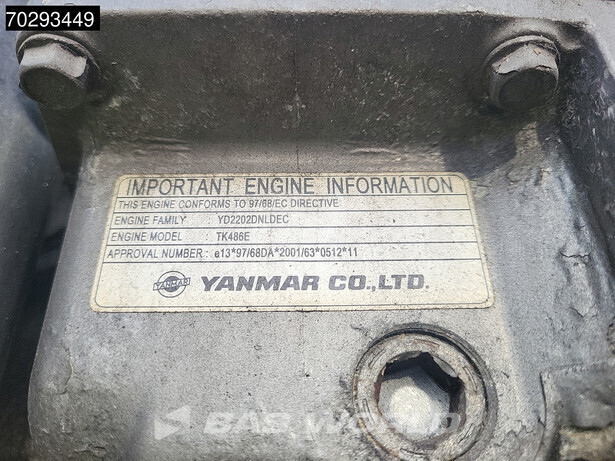 70293449
IMPORTANT ENGINE INFORMATION
THIS ENGINE CONFORMS TO 97/68/EC DIRECTIVE
ENGINE FAMILY : YD2202DNLDEC
ENGINE MODEL : TK486E
APPROVAL NUMBER : e13*97/68DA*2001/63*0512*11
YANMAR YANMAR CO.,LTD.
BAS WORLD